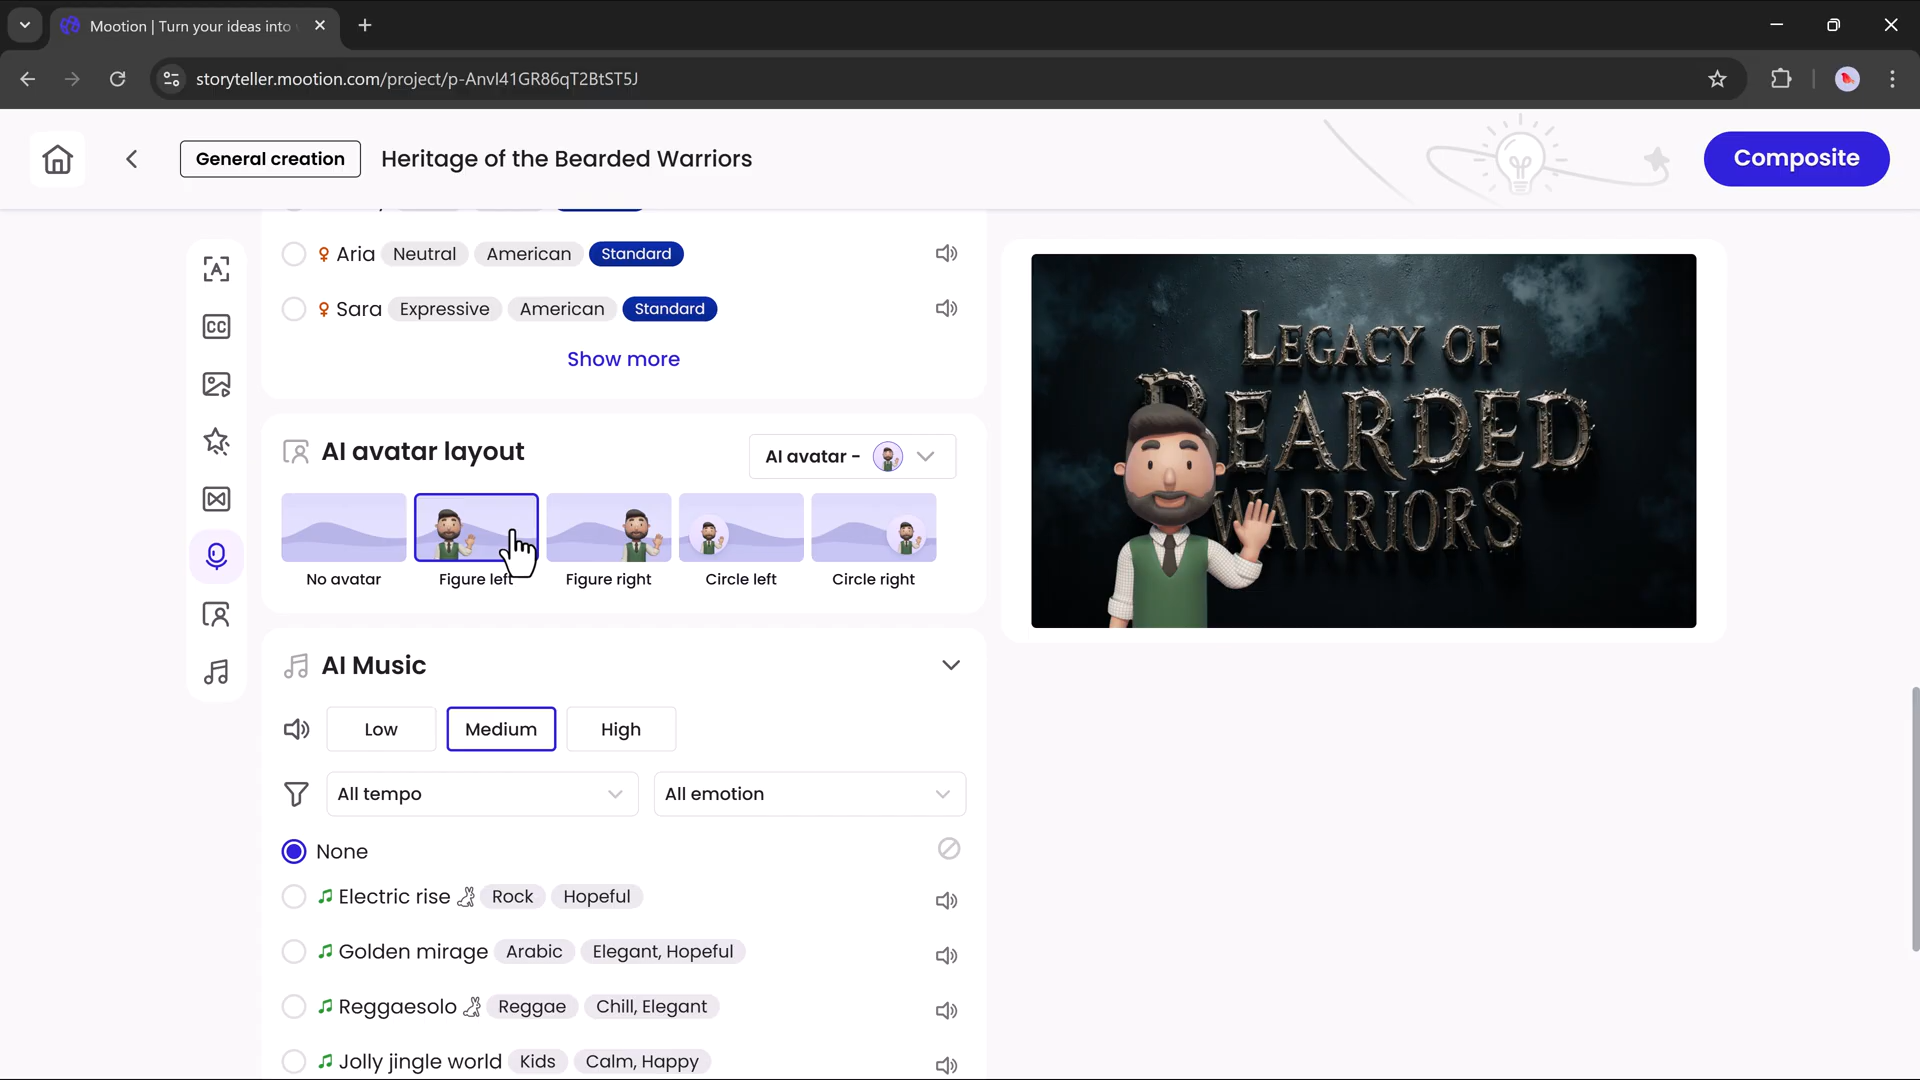 Mootion | Turn your ideas into
storyteller.mootion.com/project/p-AnvI41GR86qT2BtST5J
General creation
Heritage of the Bearded Warriors
Composite
Aria Neutral American Standard
Sara Expressive American Standard
Show more
AI avatar layout
AI avatar -
No avatar
Figure left
Figure right
Circle left
Circle right
AI Music
Low
Medium
High
All tempo
All emotion
None
Electric rise Rock Hopeful
Golden mirage Arabic Elegant, Hopeful
Reggaesolo Reggae Chill, Elegant
Jolly jingle world Kids Calm, Happy
A
CC
LEGACY OF
BEARDED
WARRIORS